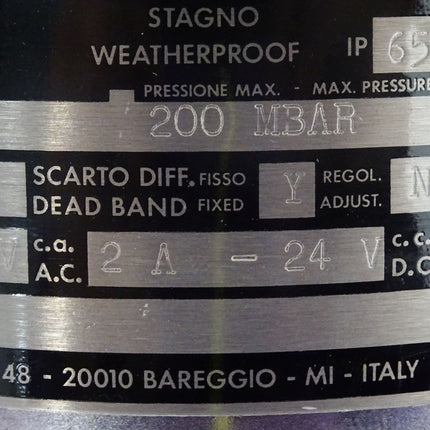 STAGNO
WEATHERPROOF IP 65
PRESSIONE MAX. - MAX. PRESSURE
200 MBAR
SCARTO DIFF. FISSO Y REGOL. N
DEAD BAND FIXED ADJUST.
V c.a. 2 A - 24 V c.c.
A.C. D.C
48 - 20010 BAREGGIO - MI - ITALY